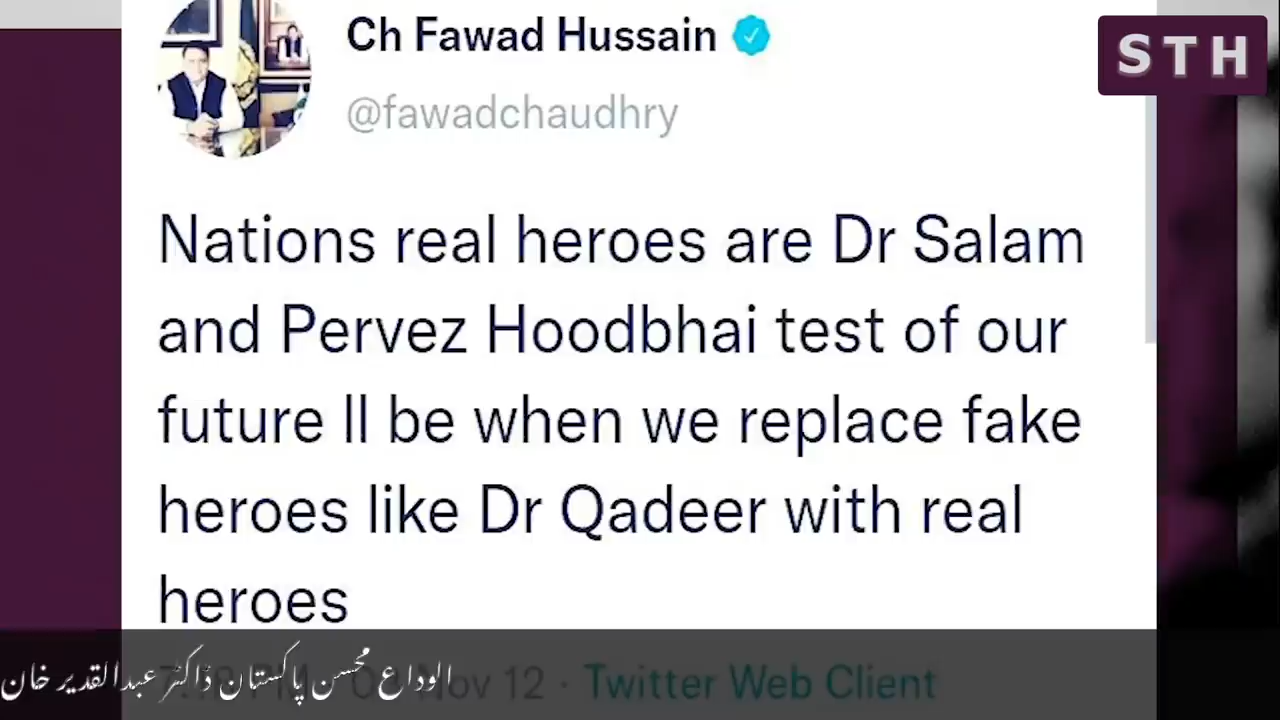 Ch Fawad Hussain
STH
@fawadchaudhry
Nations real heroes are Dr Salam
and Pervez Hoodbhai test of our
future ll be when we replace fake
heroes like Dr Qadeer with real
heroes
الوداع محسن پاکستان ڈاکٹر عبدالقدیر خان
Nov 12 · Twitter Web Client